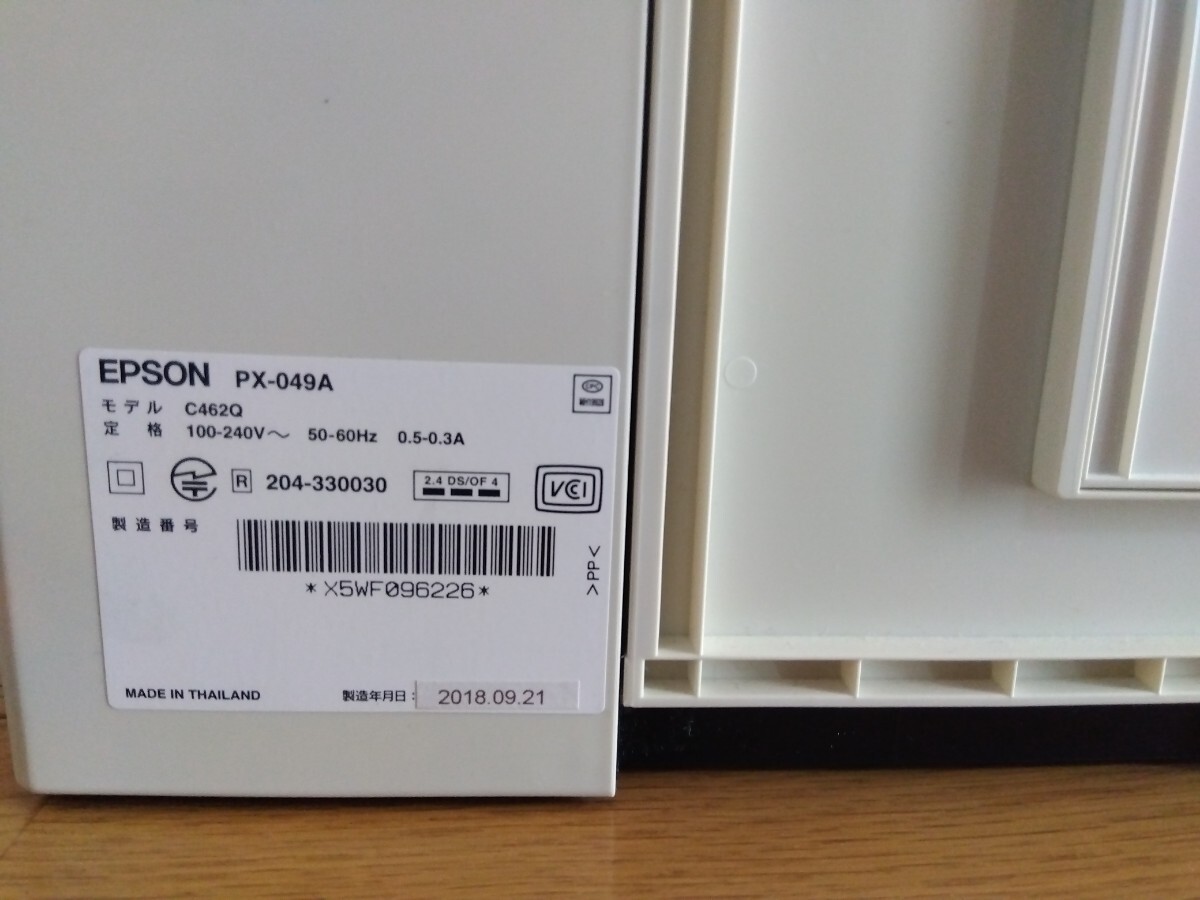 EPSON PX-049A
モデル C462Q
定格 100-240V～ 50-60Hz 0.5-0.3A
R 204-330030 2.4 DS/OF 4 VCCI
製造番号
*X5WF096226*
>PP<
MADE IN THAILAND 製造年月日: 2018.09.21